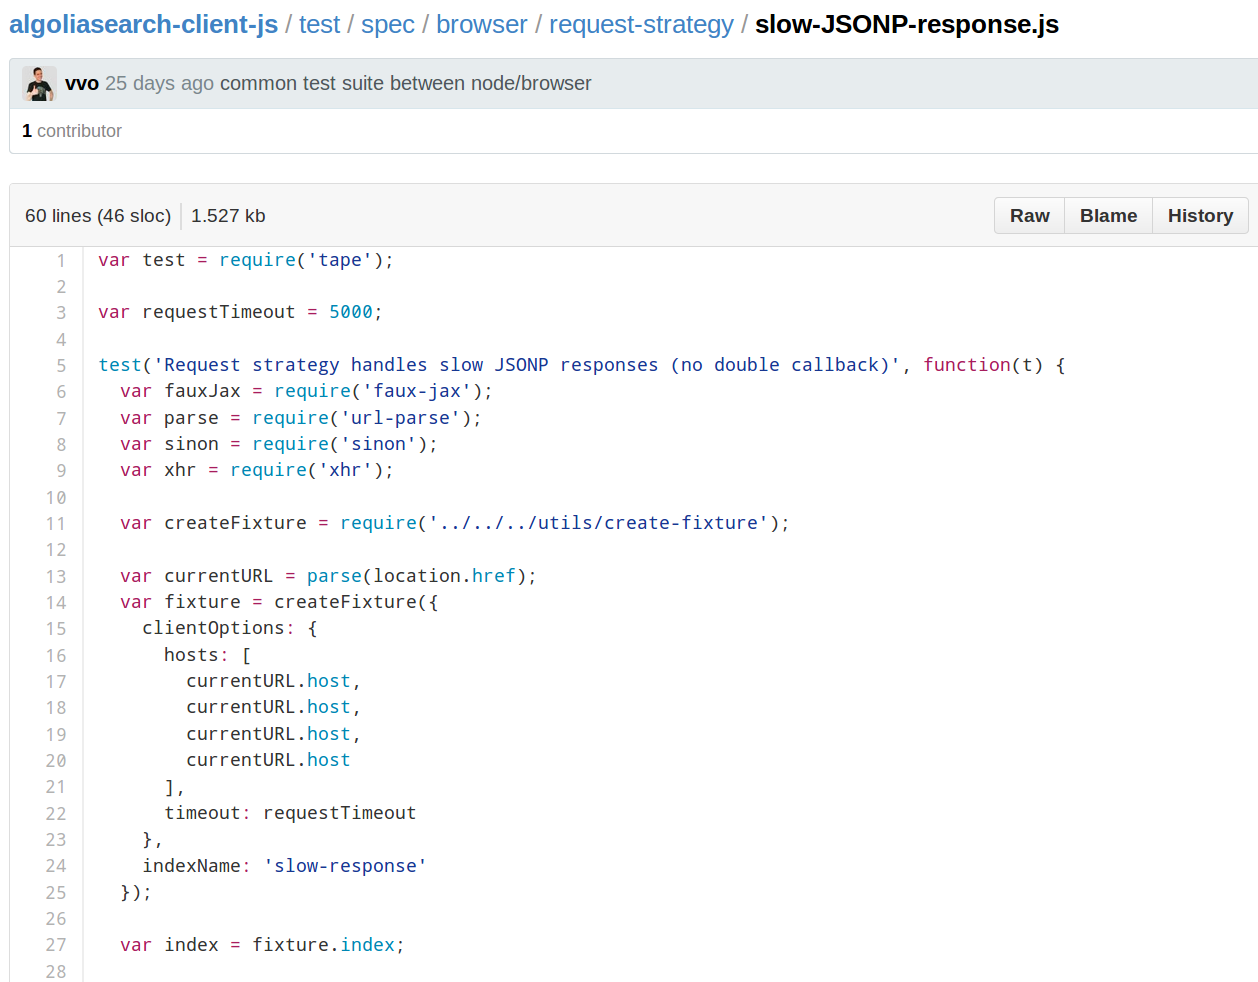 algoliasearch-client-js / test / spec / browser / request-strategy / slow-JSONP-response.js
vvo 25 days ago common test suite between node/browser
1 contributor
60 lines (46 sloc) 1.527 kb Raw Blame History
1 var test = require('tape');
2
3 var requestTimeout = 5000;
4
5 test('Request strategy handles slow JSONP responses (no double callback)', function(t) {
6   var fauxJax = require('faux-jax');
7   var parse = require('url-parse');
8   var sinon = require('sinon');
9   var xhr = require('xhr');
10
11   var createFixture = require('../../../utils/create-fixture');
12
13   var currentURL = parse(location.href);
14   var fixture = createFixture({
15     clientOptions: {
16       hosts: [
17         currentURL.host,
18         currentURL.host,
19         currentURL.host,
20         currentURL.host
21       ],
22       timeout: requestTimeout
23     },
24     indexName: 'slow-response'
25   });
26
27   var index = fixture.index;
28